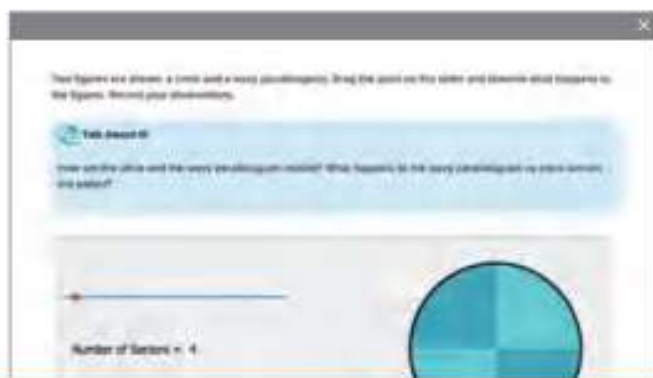 Two figures are shown: a circle and a wavy parallelogram. Drag the point on the slider and observe what happens to
the figures. Record your observations.
Talk About It!
How are the circle and the wavy parallelogram related? What happens to the wavy parallelogram as more sectors
are added?
Number of Sectors = 4